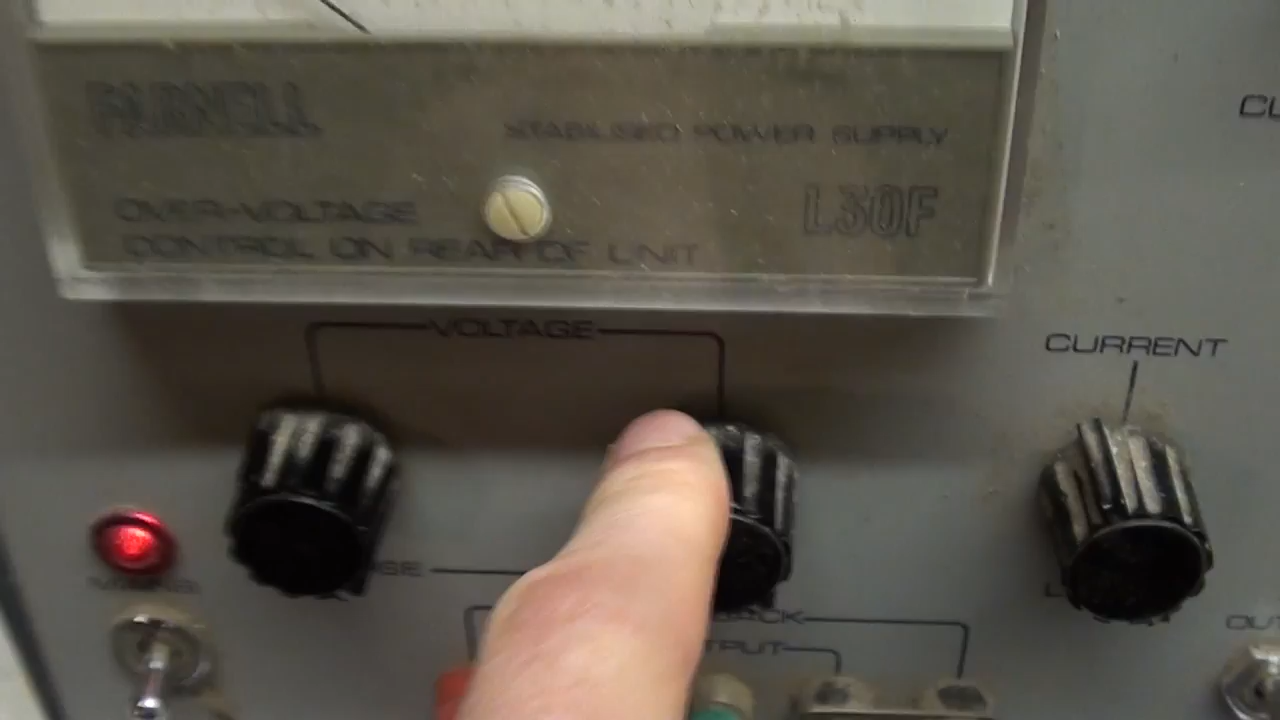 FARNELL
STABILISED POWER SUPPLY
OVER-VOLTAGE
L30F
CONTROL ON REAR OF UNIT
VOLTAGE
CURRENT